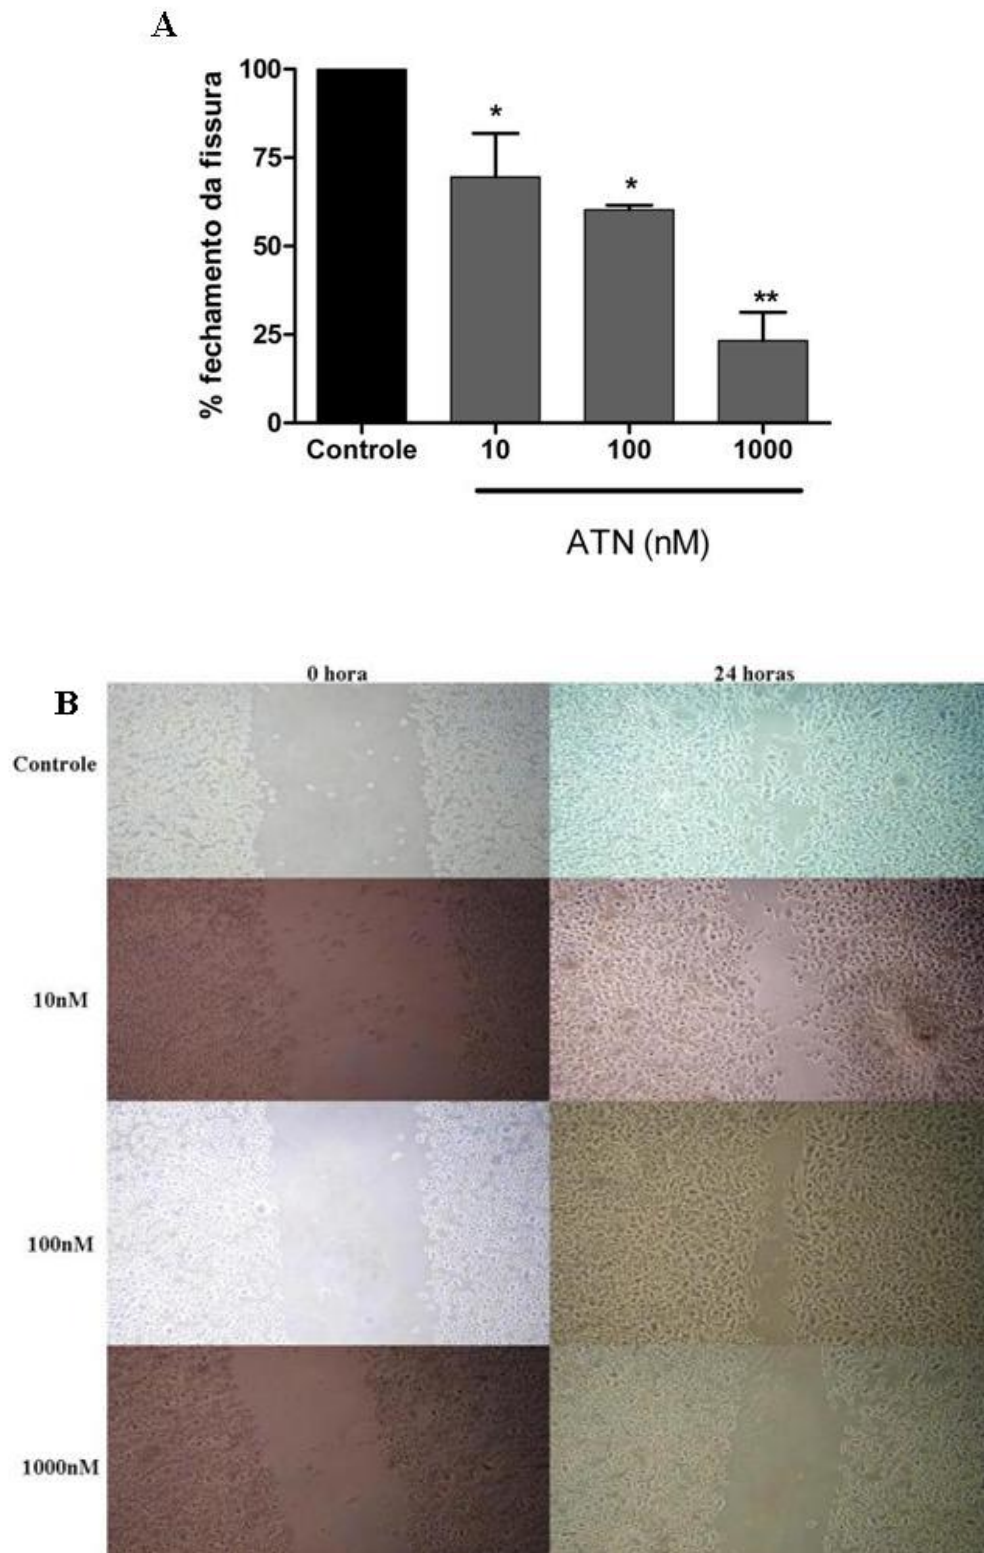 A
% fechamento da fissura
100
75
50
25
0
*
*
**
Controle 10 100 1000
ATN (nM)
B
0 hora 24 horas
Controle
10nM
100nM
1000nM